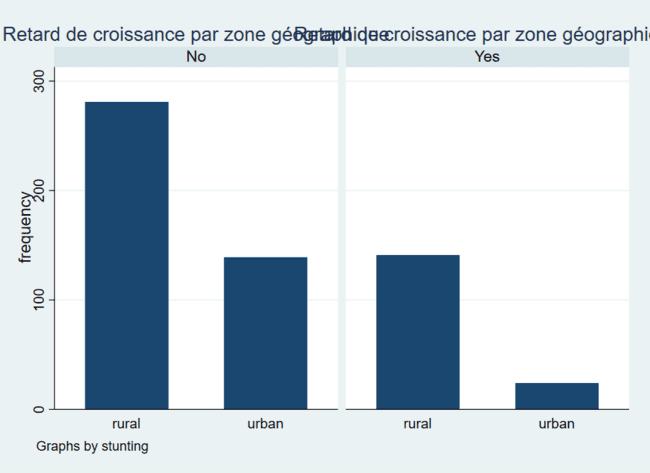 Retard de croissance par zone géographique
Retard de croissance par zone géographi
No
Yes
frequency
300
200
100
0
rural
urban
rural
urban
Graphs by stunting